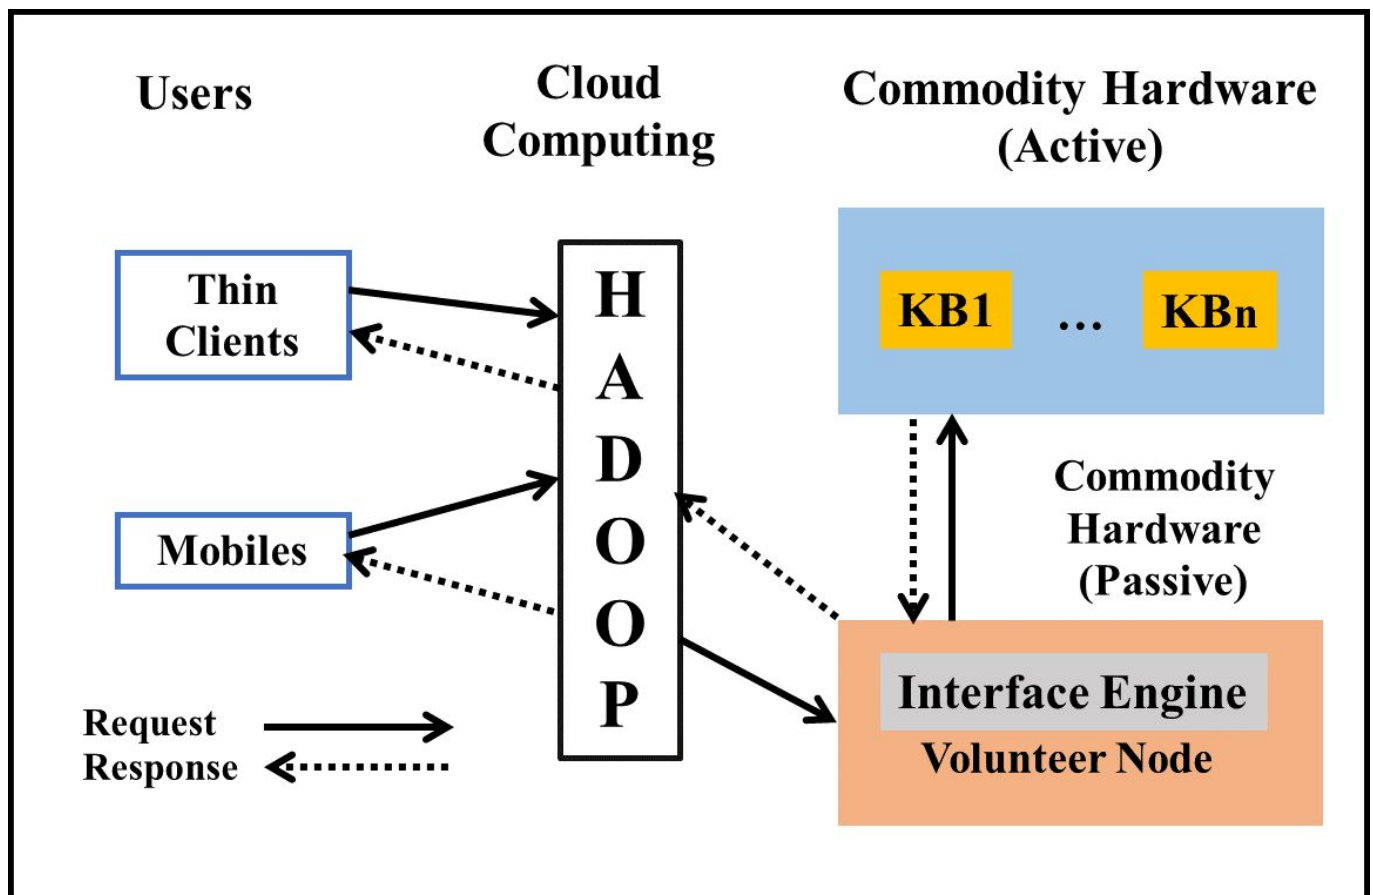 Users
Cloud
Computing
Commodity Hardware
(Active)
Thin
Clients
Mobiles
H
A
D
O
O
P
KB1 ... KBn
Commodity
Hardware
(Passive)
Interface Engine
Volunteer Node
Request
Response